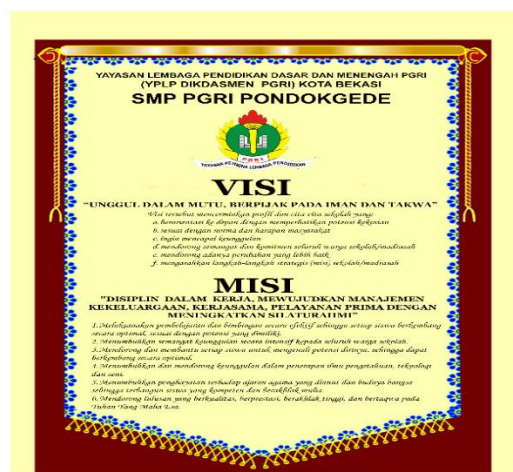 YAYASAN LEMBAGA PENDIDIKAN DASAR DAN MENENGAH PGRI
(YPLP DIKDASMEN PGRI) KOTA BEKASI
SMP PGRI PONDOKGEDE
PGRI
YAYASAN PEMBINA LEMBAGA PENDIDIKAN
VISI
"UNGGUL DALAM MUTU, BERPIJAK PADA IMAN DAN TAKWA"
Visi tersebut mencerminkan profil dan cita cita sekolah yang:
a. berorientasi ke depan dengan memperhatikan potensi kekinian
b. sesuai dengan norma dan harapan masyarakat
c. ingin mencapai keunggulan
d. mendorong semangat dan komitmen seluruh warga sekolah/madrasah
e. mendorong adanya perubahan yang lebih baik
f. mengarahkan langkah-langkah strategis (misi) sekolah/madrasah
MISI
"DISIPLIN DALAM KERJA, MEWUJUDKAN MANAJEMEN
KEKELUARGAAN, KERJASAMA, PELAYANAN PRIMA DENGAN
MENINGKATKAN SILATURAHMI"
1. Melaksanakan pembelajaran dan bimbingan secara efektif sehingga setiap siswa berkembang
secara optimal, sesuai dengan potensi yang dimiliki.
2. Menumbuhkan semangat keunggulan secara intensif kepada seluruh warga sekolah.
3. Mendorong dan membantu setiap siswa untuk mengenali potensi dirinya, sehingga dapat
berkembang secara optimal.
4. Menumbuhkan dan mendorong keunggulan dalam penerapan ilmu pengetahuan, teknologi
dan seni.
5. Menumbuhkan penghayatan terhadap ajaran agama yang dianut dan budaya bangsa
sehingga terbangun siswa yang kompeten dan berakhlak mulia.
6. Mendorong lulusan yang berkualitas, berprestasi, berakhlak tinggi, dan bertaqwa pada
Tuhan Yang Maha Esa.